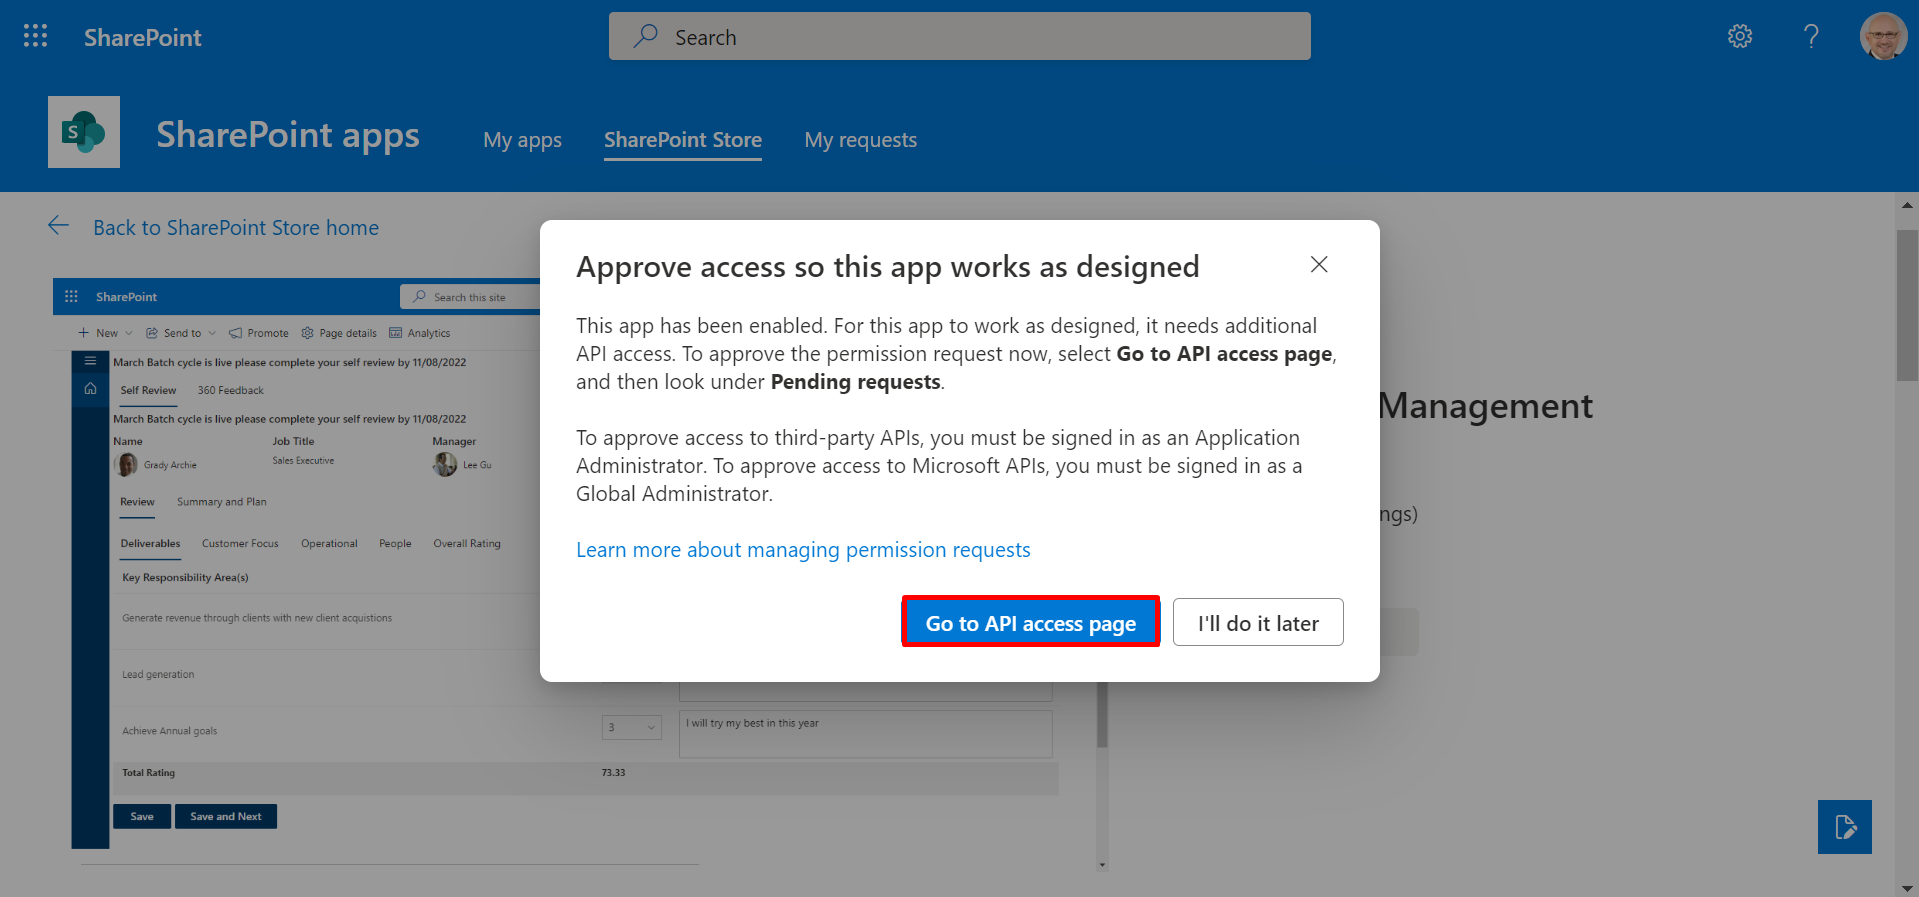 SharePoint
Search
SharePoint apps
My apps
SharePoint Store
My requests
Back to SharePoint Store home
SharePoint
Search this site
New
Send to
Promote
Page details
Analytics
March Batch cycle is live please complete your self review by 11/08/2022
Self Review
360 Feedback
March Batch cycle is live please complete your self review by 11/08/2022
Name
Job Title
Manager
Grady Archie
Sales Executive
Lee Gu
Review
Summary and Plan
Deliverables
Customer Focus
Operational
People
Overall Rating
Key Responsibility Area(s)
Generate revenue through clients with new client acquistions
Lead generation
Achieve Annual goals
3
I will try my best in this year
Total Rating
73.33
Save
Save and Next
Approve access so this app works as designed
This app has been enabled. For this app to work as designed, it needs additional
API access. To approve the permission request now, select Go to API access page,
and then look under Pending requests.
To approve access to third-party APIs, you must be signed in as an Application
Administrator. To approve access to Microsoft APIs, you must be signed in as a
Global Administrator.
Learn more about managing permission requests
Go to API access page
I'll do it later
Management
ngs)